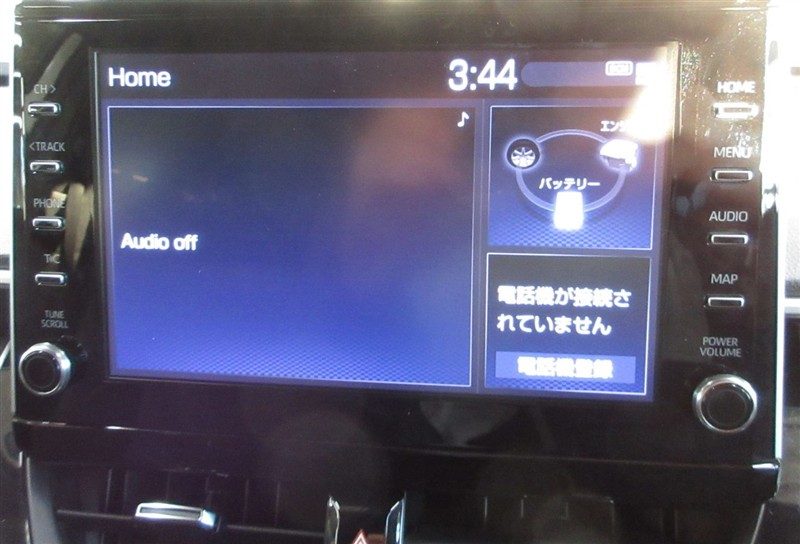 Home
3:44
DCM
CH >
<TRACK
PHONE
T.C
TUNE
SCROLL
Audio off
♪
バッテリー
電話機が接続さ
れていません
電話機登録
HOME
MENU
AUDIO
MAP
POWER
VOLUME